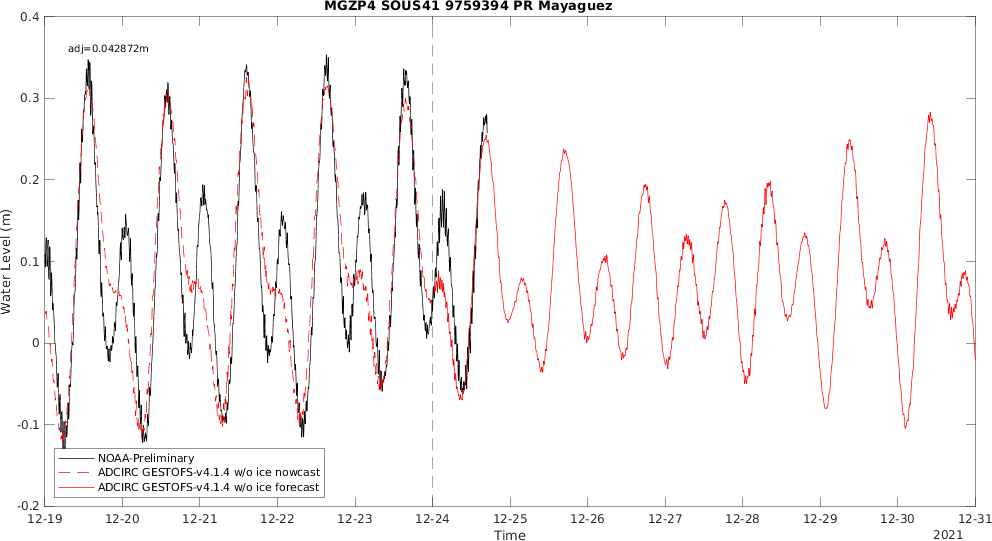 MGZP4 SOUS41 9759394 PR Mayaguez
adj=0.042872m
0.4
0.3
0.2
0.1
0
-0.1
-0.2
Water Level (m)
NOAA-Preliminary
ADCIRC GESTOFS-v4.1.4 w/o ice nowcast
ADCIRC GESTOFS-v4.1.4 w/o ice forecast
12-19 12-20 12-21 12-22 12-23 12-24 12-25 12-26 12-27 12-28 12-29 12-30 12-31
Time
2021